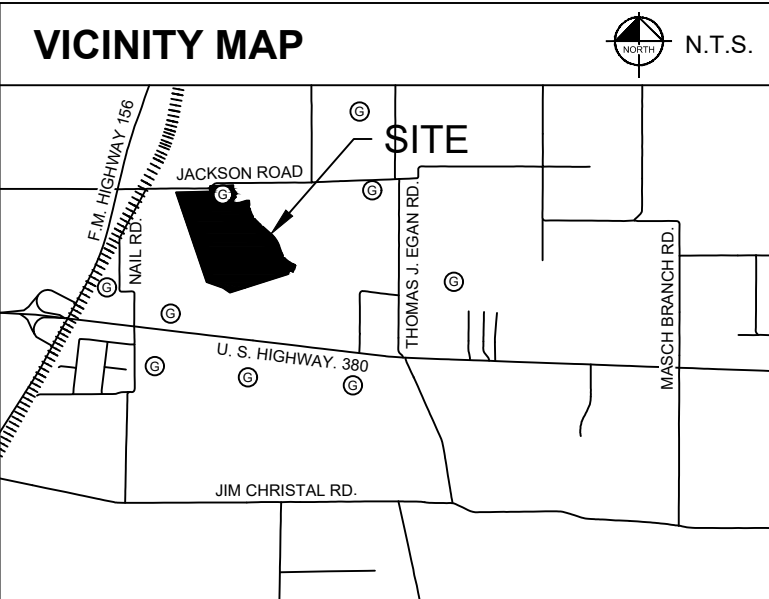 VICINITY MAP
NORTH
N.T.S.
F.M. HIGHWAY 156
G
SITE
JACKSON ROAD
G
G
NAIL RD.
THOMAS J. EGAN RD.
MASCH BRANCH RD.
G
G
G
U. S. HIGHWAY. 380
G
G
G
JIM CHRISTAL RD.